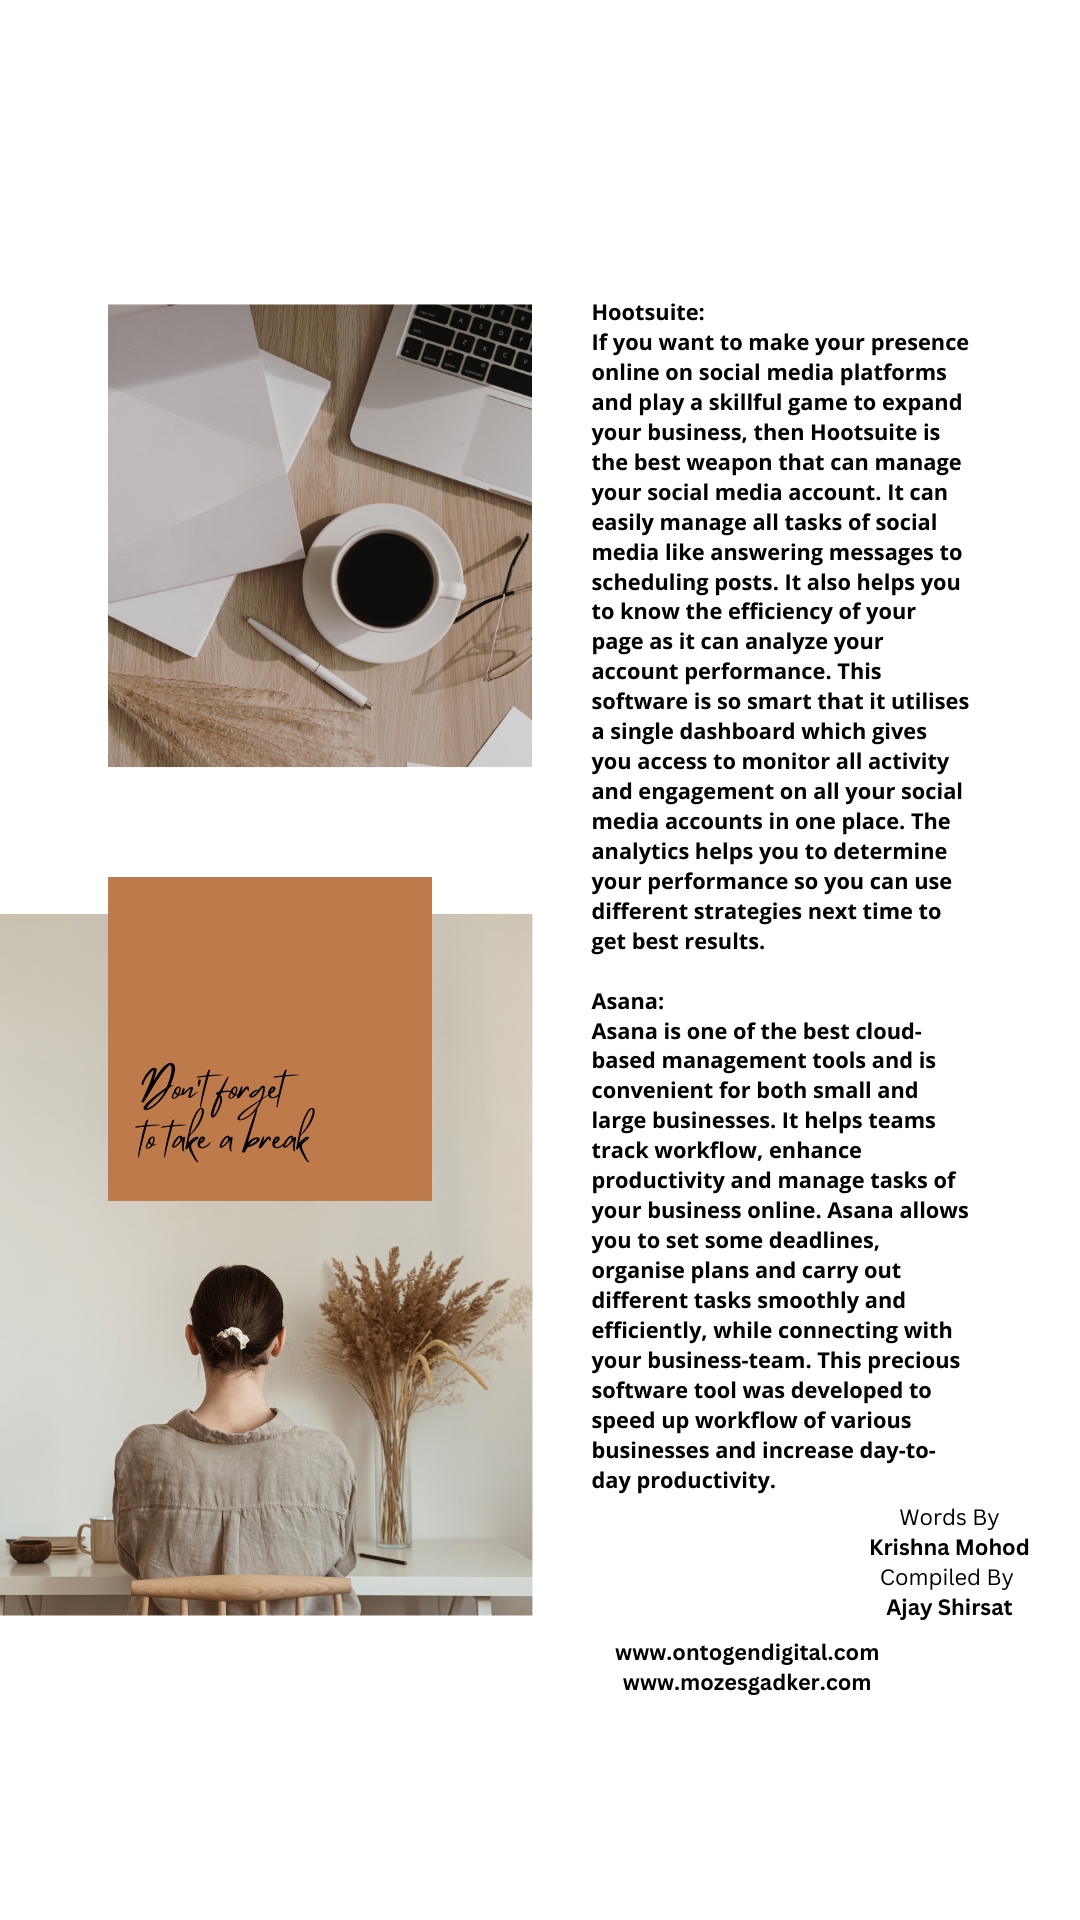 Hootsuite:
If you want to make your presence
online on social media platforms
and play a skillful game to expand
your business, then Hootsuite is
the best weapon that can manage
your social media account. It can
easily manage all tasks of social
media like answering messages to
scheduling posts. It also helps you
to know the efficiency of your
page as it can analyze your
account performance. This
software is so smart that it utilises
a single dashboard which gives
you access to monitor all activity
and engagement on all your social
media accounts in one place. The
analytics helps you to determine
your performance so you can use
different strategies next time to
get best results.
Asana:
Asana is one of the best cloud-
based management tools and is
convenient for both small and
large businesses. It helps teams
track workflow, enhance
productivity and manage tasks of
your business online. Asana allows
you to set some deadlines,
organise plans and carry out
different tasks smoothly and
efficiently, while connecting with
your business-team. This precious
software tool was developed to
speed up workflow of various
businesses and increase day-to-
day productivity.
Don't forget
to take a break
Words By
Krishna Mohod
Compiled By
Ajay Shirsat
www.ontogendigital.com
www.mozesgadker.com